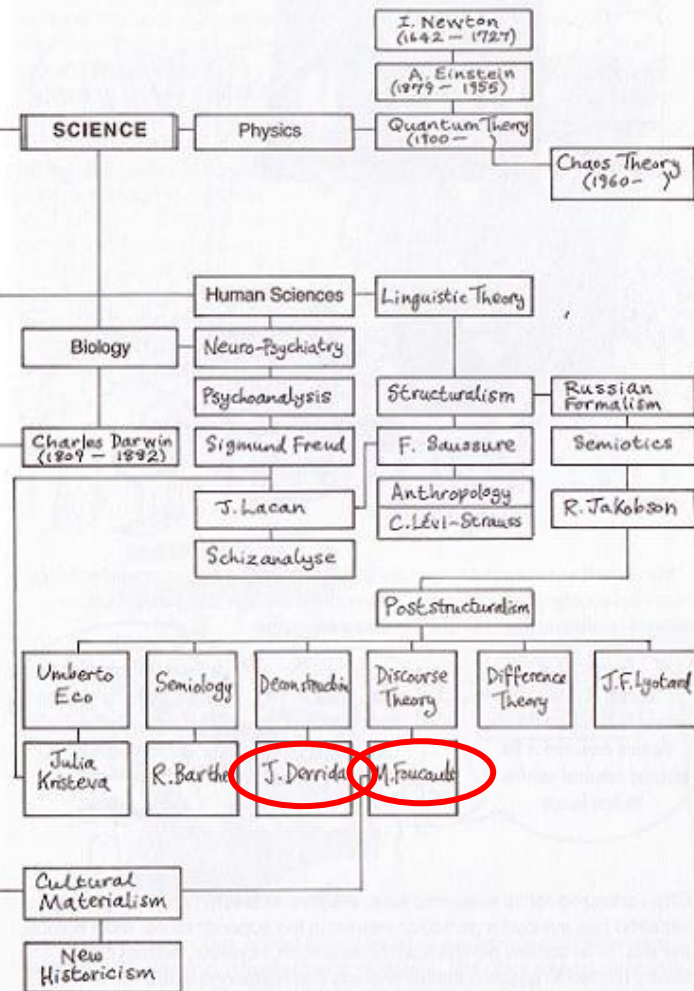 I. Newton
(1642 – 1727)
A. Einstein
(1879 – 1955)
SCIENCE
Physics
Quantum Theory
(1900 –
Chaos Theory
(1960- )
Human Sciences
Linguistic Theory
Biology
Neuro-Psychiatry
Psychoanalysis
Structuralism
Russian
Formalism
Charles Darwin
(1809 – 1882)
Sigmund Freud
F. Saussure
Semiotics
J. Lacan
Anthropology
C. Lévi-Strauss
R. Jakobson
Schizanalyse
Poststructuralism
Umberto
Eco
Semiology
Deconstructin
Discourse
Theory
Difference
Theory
J.F. Lyotard
Julia
Kristeva
R. Barthe
J. Derrida
M. Foucault
Cultural
Materialism
New
Historicism